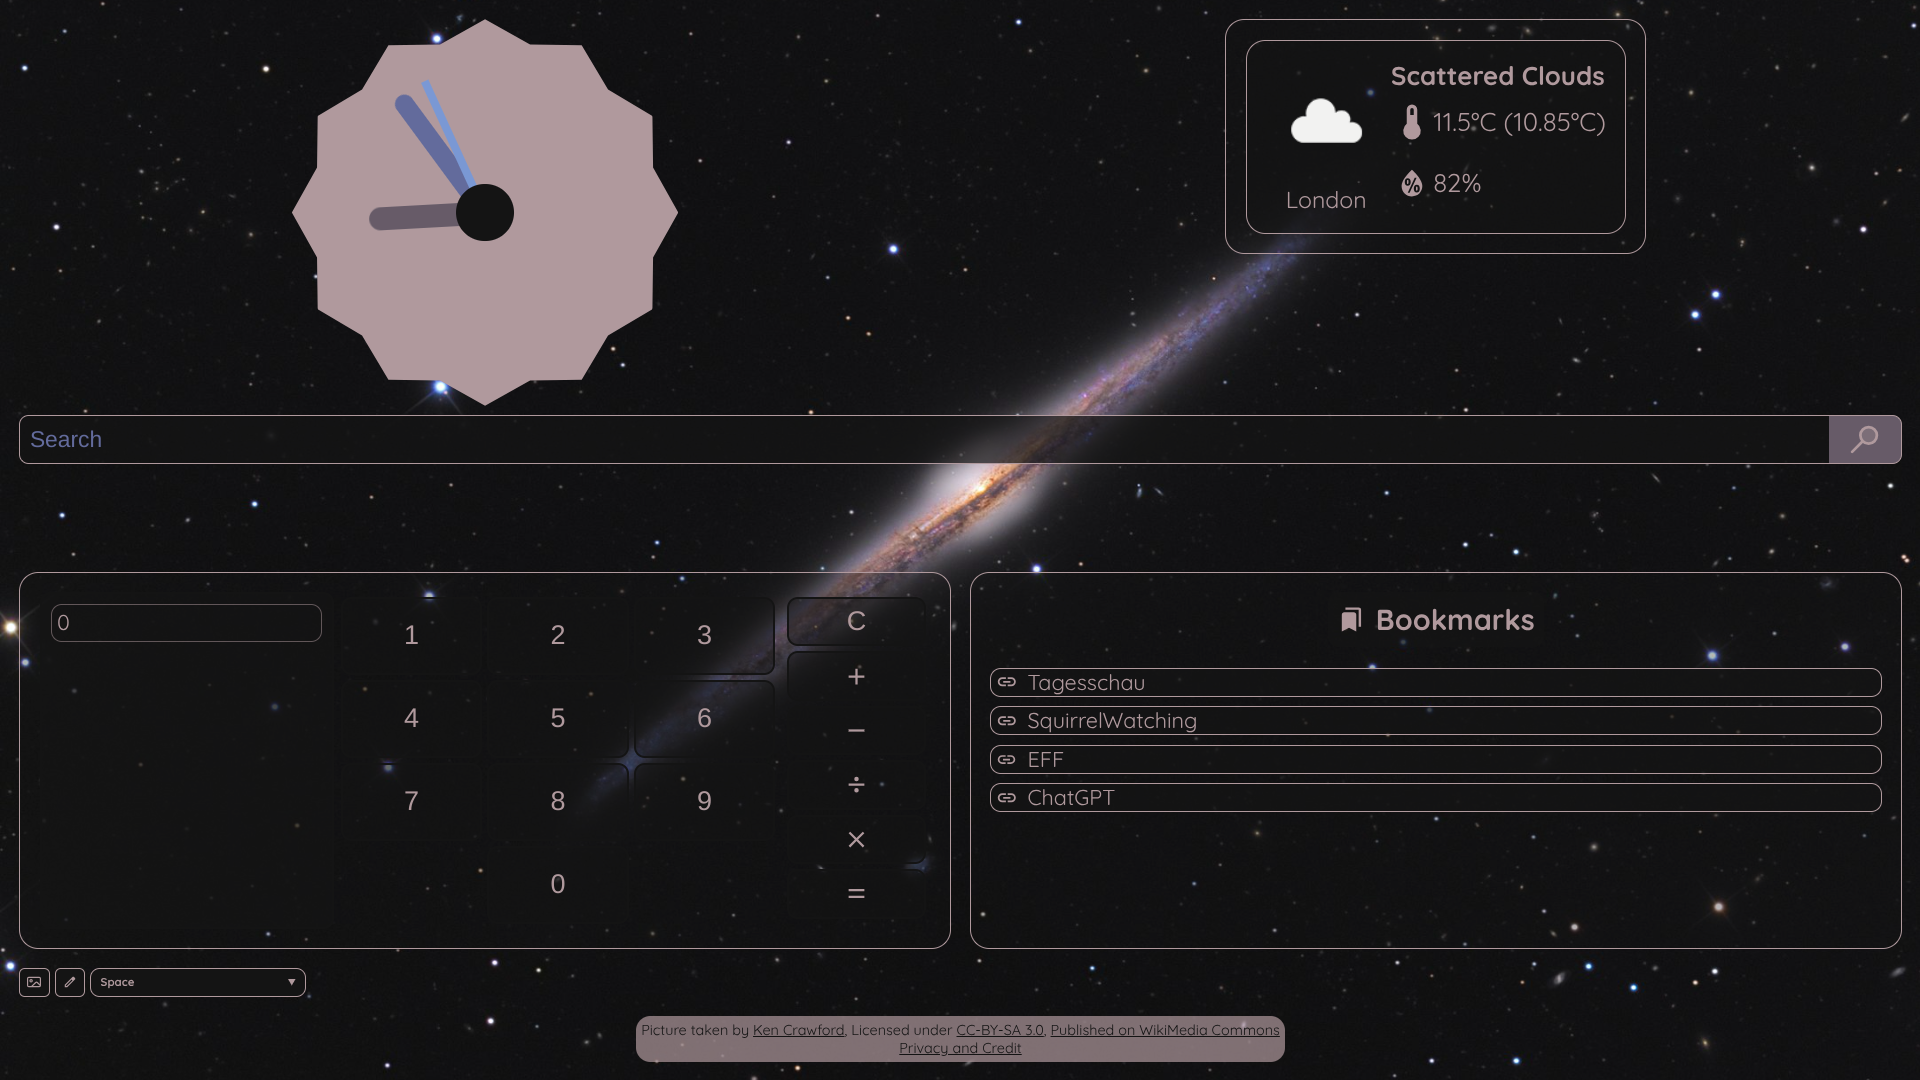 Scattered Clouds
11.5°C (10.85°C)
82%
London
Search
0
1 2 3 C
+
4 5 6
−
7 8 9
÷
×
0
=
Bookmarks
Tagesschau
SquirrelWatching
EFF
ChatGPT
Space
Picture taken by Ken Crawford, Licensed under CC-BY-SA 3.0, Published on WikiMedia Commons
Privacy and Credit